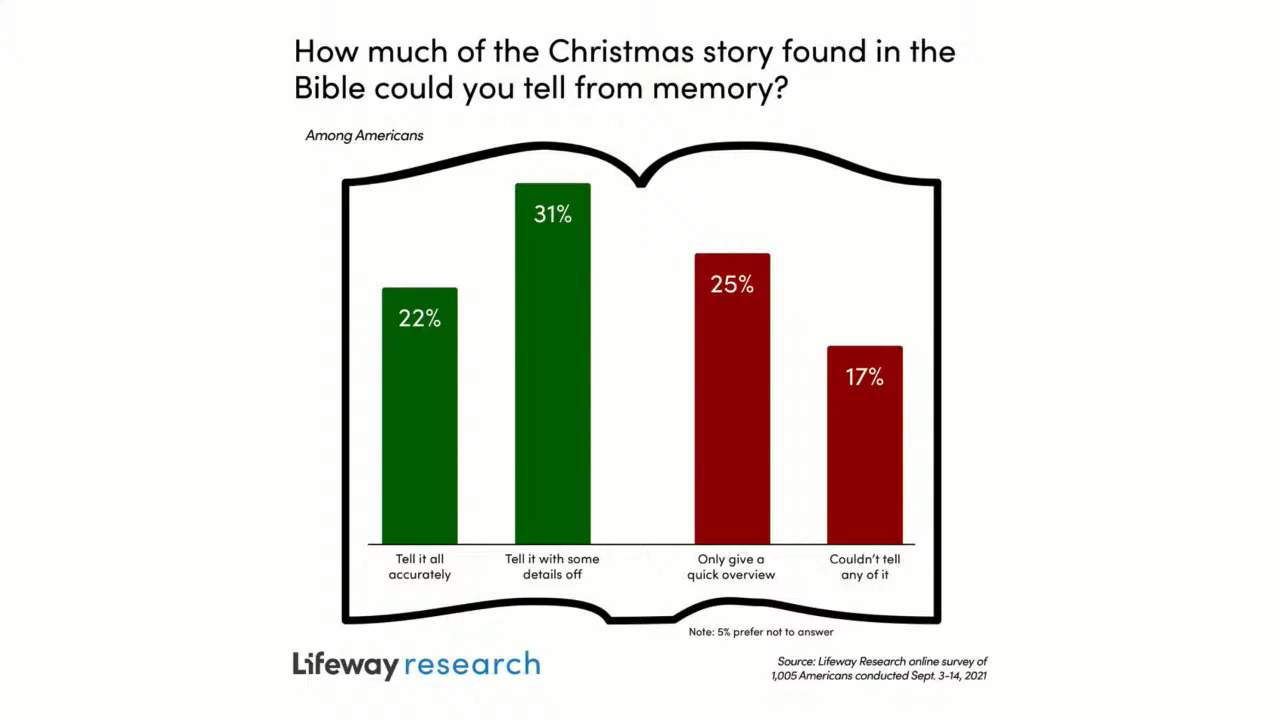 How much of the Christmas story found in the
Bible could you tell from memory?
Among Americans
22%
31%
25%
17%
Tell it all
accurately
Tell it with some
details off
Only give a
quick overview
Couldn't tell
any of it
Note: 5% prefer not to answer
Lifeway research
Source: Lifeway Research online survey of
1,005 Americans conducted Sept. 3-14, 2021